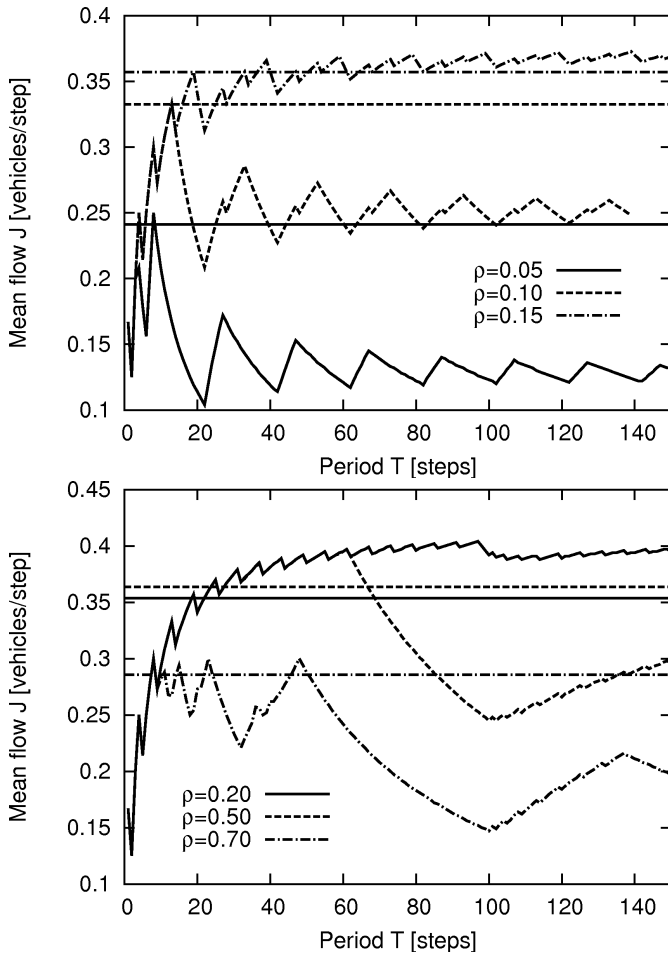 0.4
0.35
0.3
0.25
0.2
0.15
0.1
Mean flow J [vehicles/step]
ρ=0.05
ρ=0.10
ρ=0.15
0 20 40 60 80 100 120 140
Period T [steps]
0.45
0.4
0.35
0.3
0.25
0.2
0.15
0.1
Mean flow J [vehicles/step]
ρ=0.20
ρ=0.50
ρ=0.70
0 20 40 60 80 100 120 140
Period T [steps]